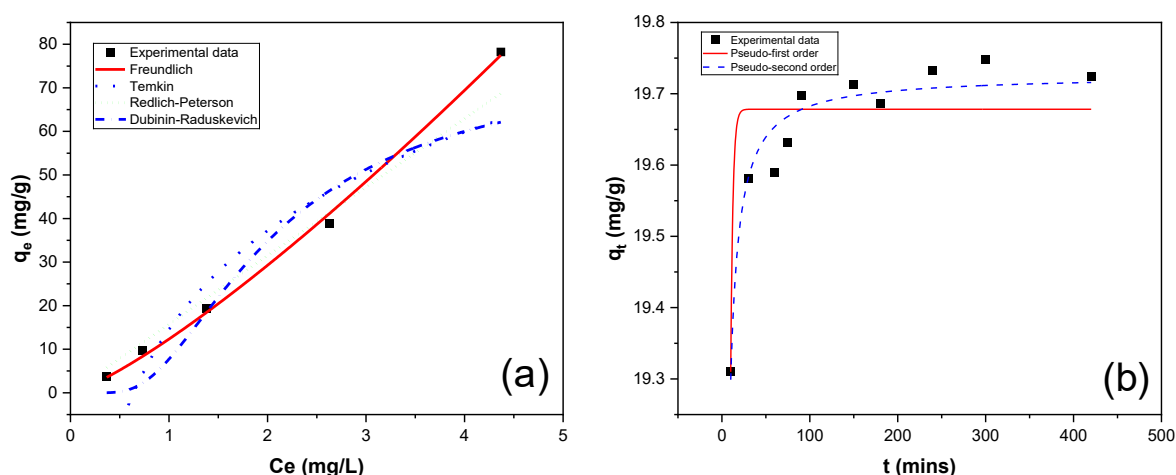 80
70
60
50
40
30
20
10
0
q_e (mg/g)
Experimental data
Freundlich
Temkin
Redlich-Peterson
Dubinin-Raduskevich
(a)
0 1 2 3 4 5
Ce (mg/L)
19.8
19.7
19.6
19.5
19.4
19.3
q_t (mg/g)
Experimental data
Pseudo-first order
Pseudo-second order
(b)
0 100 200 300 400 500
t (mins)